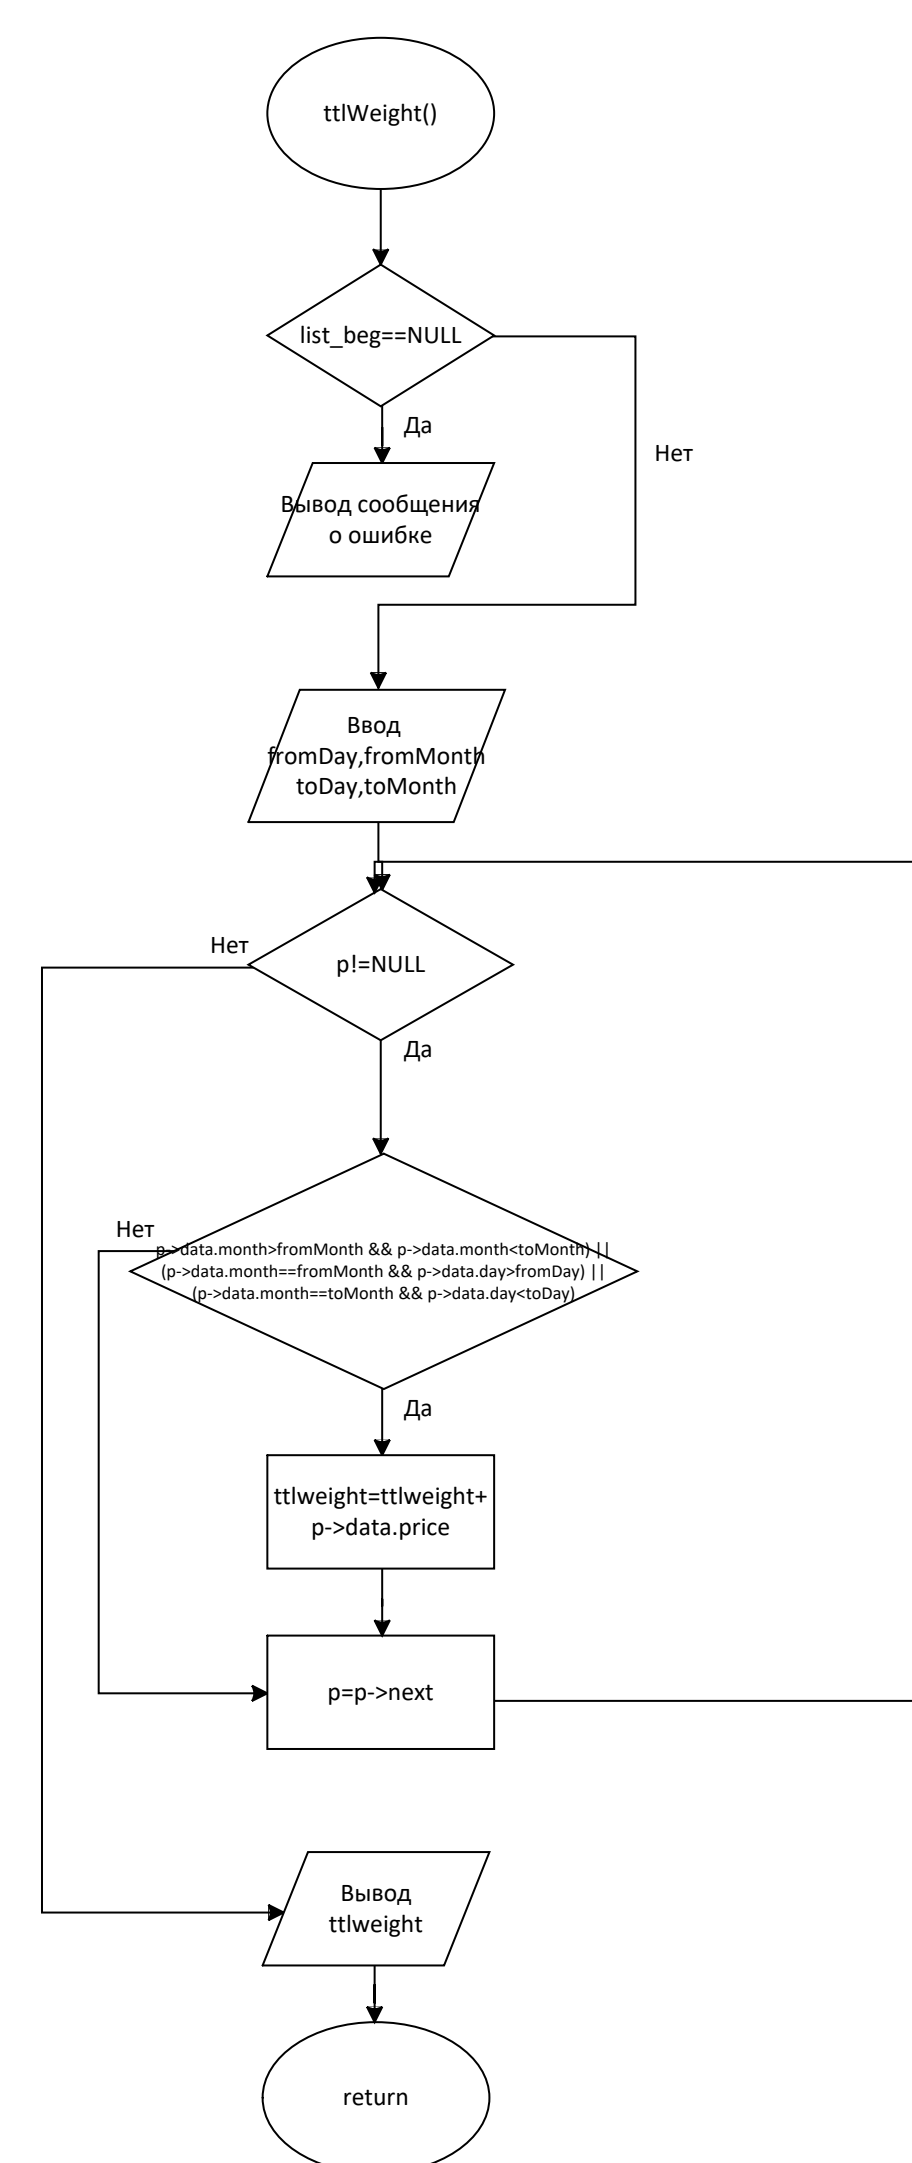 ttlWeight()
list_beg==NULL
Да
Нет
Вывод сообщения
о ошибке
Ввод
fromDay,fromMonth
toDay,toMonth
Нет
p!=NULL
Да
Нет
p->data.month>fromMonth && p->data.month<toMonth) ||
(p->data.month==fromMonth && p->data.day>fromDay) ||
(p->data.month==toMonth && p->data.day<toDay)
Да
ttlweight=ttlweight+
p->data.price
p=p->next
Вывод
ttlweight
return